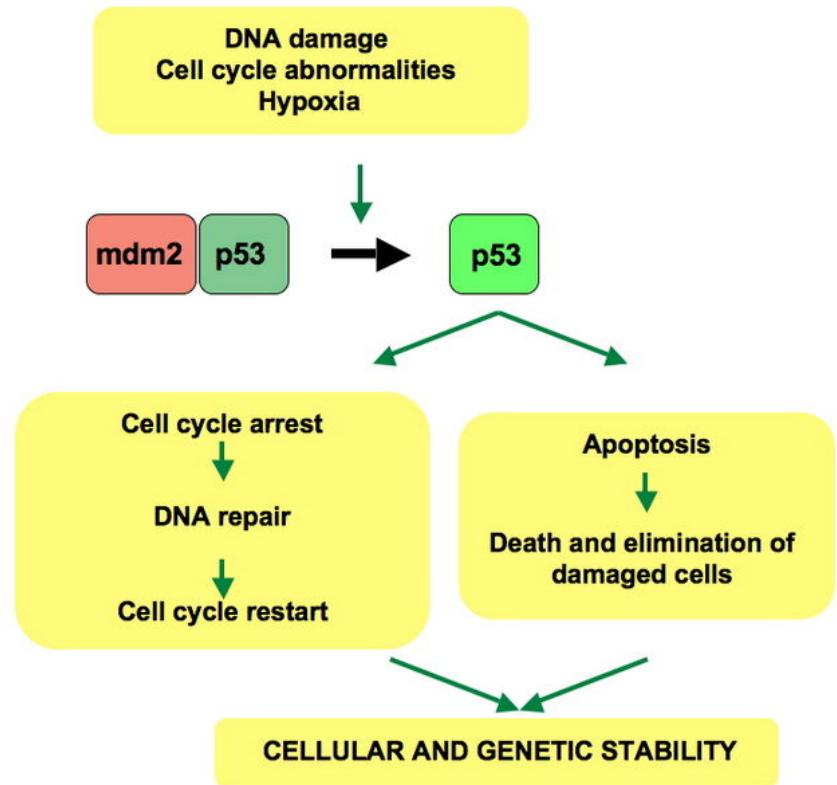 DNA damage
Cell cycle abnormalities
Hypoxia
mdm2 p53
p53
Cell cycle arrest
DNA repair
Cell cycle restart
Apoptosis
Death and elimination of
damaged cells
CELLULAR AND GENETIC STABILITY